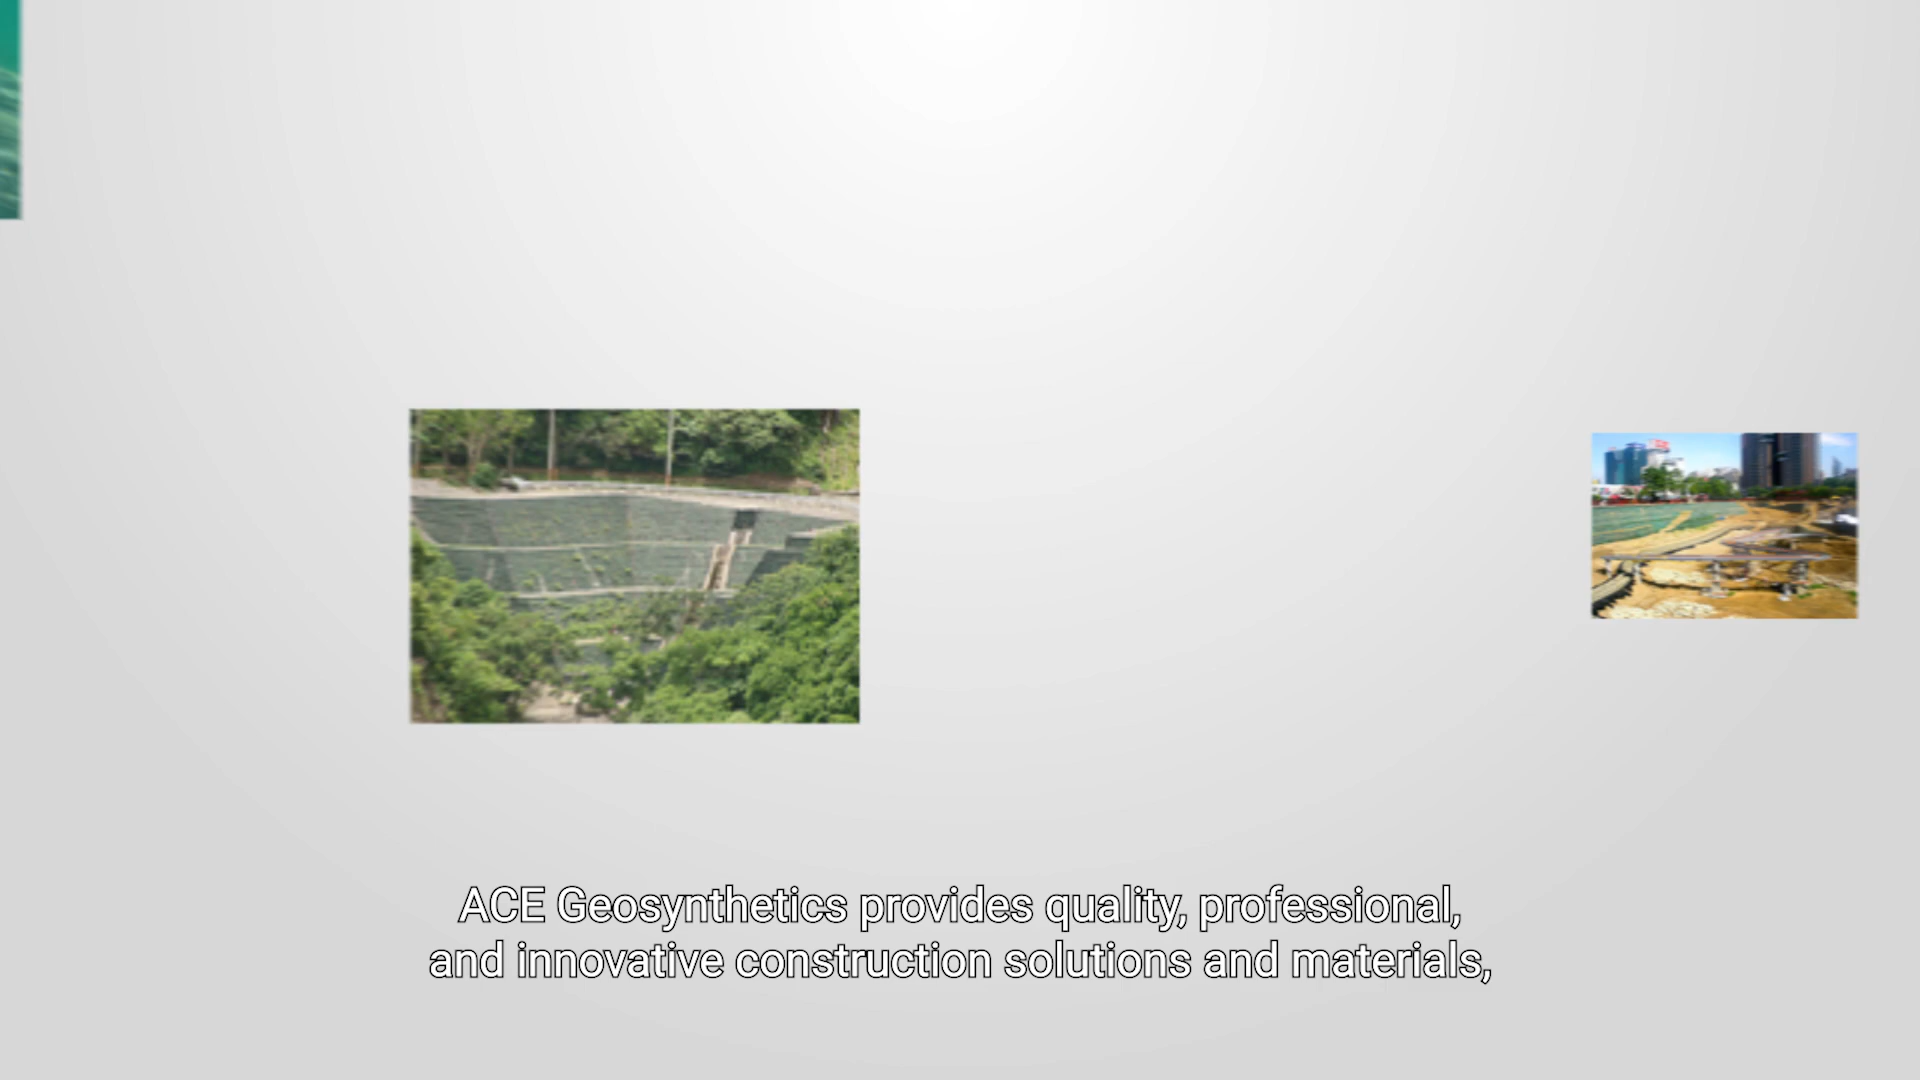 ACE Geosynthetics provides quality, professional,
and innovative construction solutions and materials,